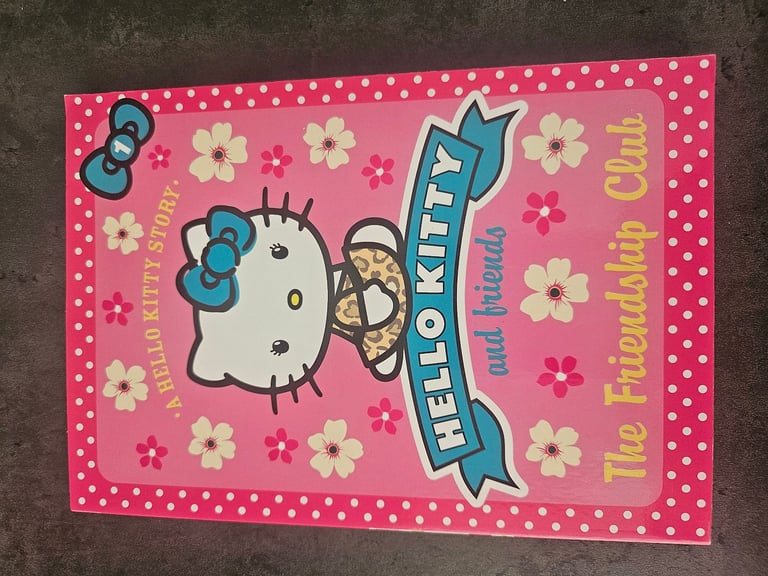 1
·A HELLO KITTY STORY·
HELLO KITTY
and friends
The Friendship Club